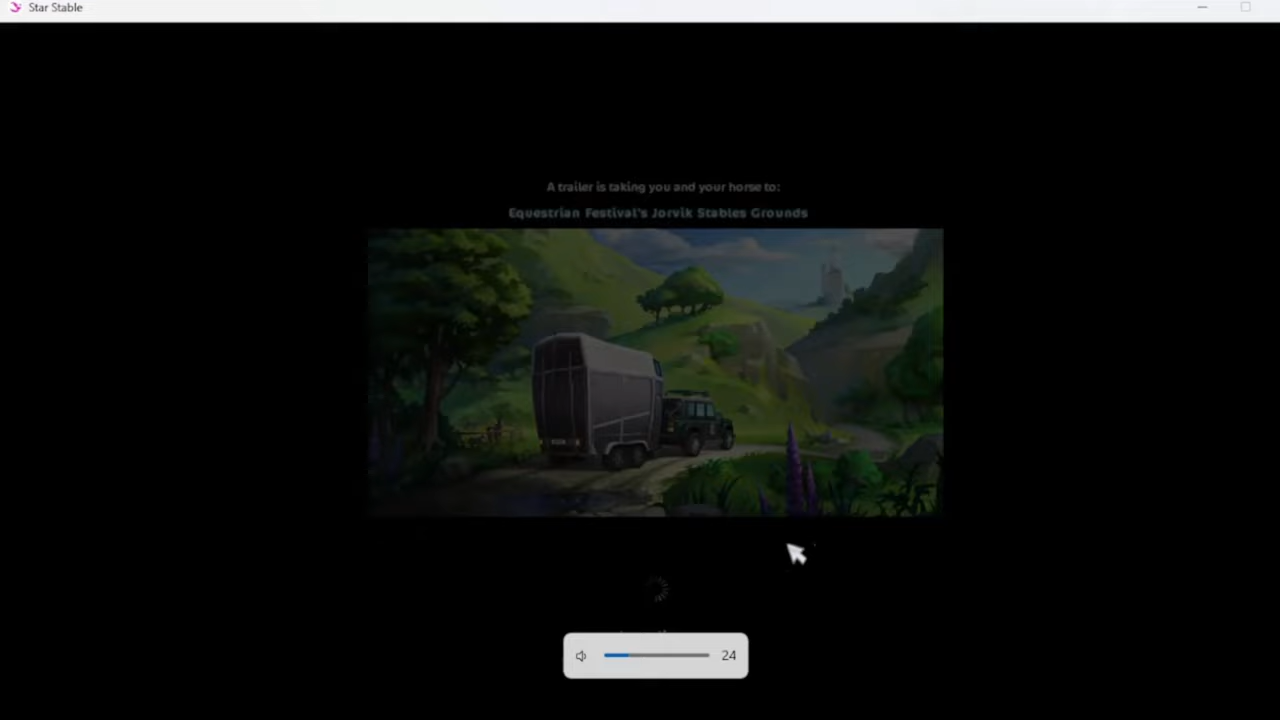 Star Stable
A trailer is taking you and your horse to:
Equestrian Festival's Jorvik Stables Grounds
24